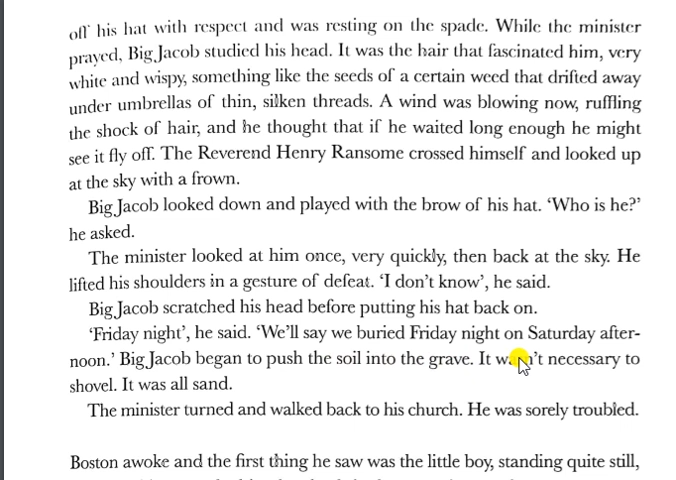 off his hat with respect and was resting on the spade. While the minister
prayed, Big Jacob studied his head. It was the hair that fascinated him, very
white and wispy, something like the seeds of a certain weed that drifted away
under umbrellas of thin, silken threads. A wind was blowing now, ruffling
the shock of hair, and he thought that if he waited long enough he might
see it fly off. The Reverend Henry Ransome crossed himself and looked up
at the sky with a frown.
Big Jacob looked down and played with the brow of his hat. ‘Who is he?’
he asked.
The minister looked at him once, very quickly, then back at the sky. He
lifted his shoulders in a gesture of defeat. ‘I don’t know’, he said.
Big Jacob scratched his head before putting his hat back on.
‘Friday night’, he said. ‘We’ll say we buried Friday night on Saturday after-
noon.’ Big Jacob began to push the soil into the grave. It wasn’t necessary to
shovel. It was all sand.
The minister turned and walked back to his church. He was sorely troubled.
Boston awoke and the first thing he saw was the little boy, standing quite still,